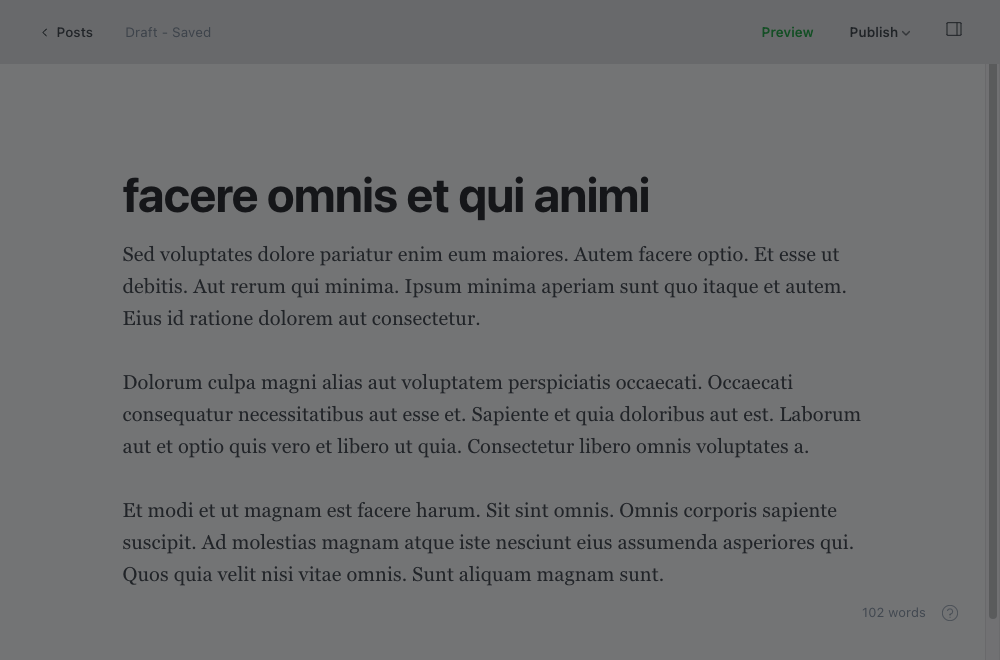 Posts
Draft - Saved
Preview
Publish
facere omnis et qui animi
Sed voluptates dolore pariatur enim eum maiores. Autem facere optio. Et esse ut
debitis. Aut rerum qui minima. Ipsum minima aperiam sunt quo itaque et autem.
Eius id ratione dolorem aut consectetur.
Dolorum culpa magni alias aut voluptatem perspiciatis occaecati. Occaecati
consequatur necessitatibus aut esse et. Sapiente et quia doloribus aut est. Laborum
aut et optio quis vero et libero ut quia. Consectetur libero omnis voluptates a.
Et modi et ut magnam est facere harum. Sit sint omnis. Omnis corporis sapiente
suscipit. Ad molestias magnam atque iste nesciunt eius assumenda asperiores qui.
Quos quia velit nisi vitae omnis. Sunt aliquam magnam sunt.
102 words
?